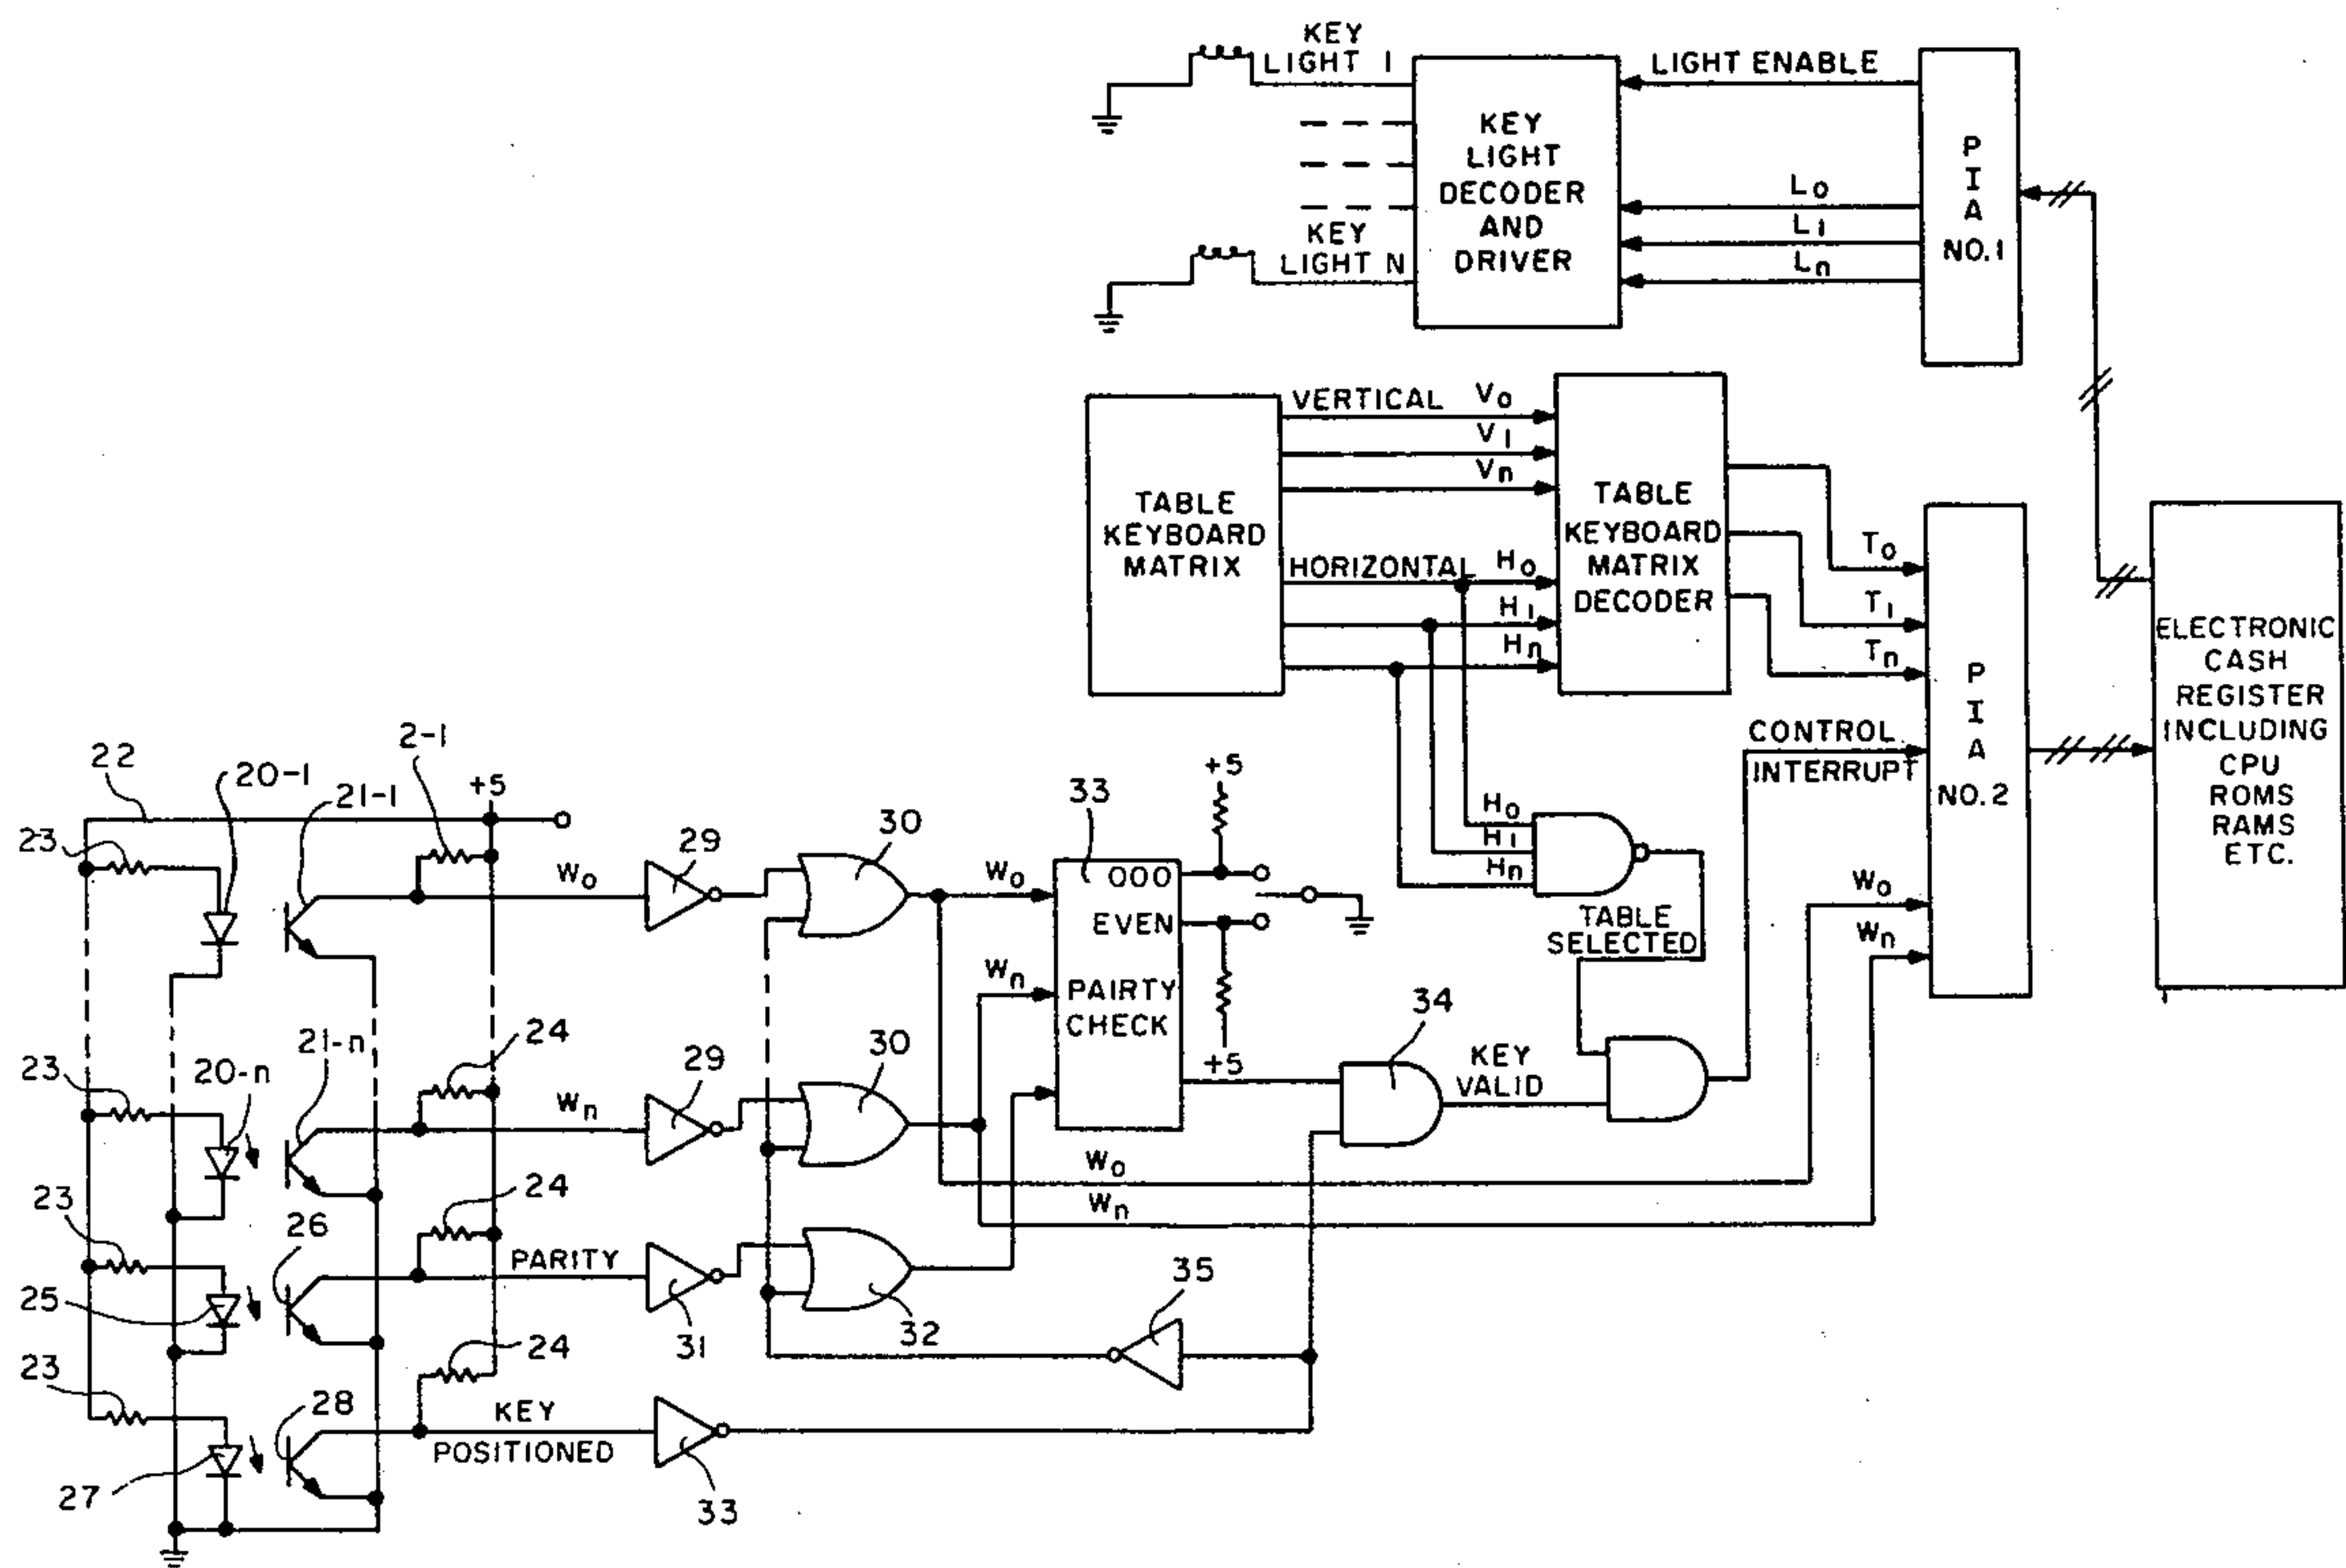 KEY
LIGHT 1
LIGHT ENABLE
KEY
LIGHT
DECODER
AND
DRIVER
L0
L1
Ln
KEY
LIGHT N
P
I
A
NO.1
VERTICAL V0
V1
Vn
HORIZONTAL H0
H1
Hn
TABLE
KEYBOARD
MATRIX
TABLE
KEYBOARD
MATRIX
DECODER
T0
T1
Tn
CONTROL
INTERRUPT
P
I
A
NO.2
W0
Wn
ELECTRONIC
CASH
REGISTER
INCLUDING
CPU
ROMS
RAMS
ETC.
H0
H1
Hn
TABLE
SELECTED
22
20-1
21-1
2-1
+5
23
W0
29
30
W0
33
+5
ODD
EVEN
PAIRTY
CHECK
+5
Wn
34
KEY
VALID
23
20-n
21-n
24
Wn
29
30
W0
Wn
23
25
26
24
PARITY
31
32
35
23
27
28
24
KEY
POSITIONED
33